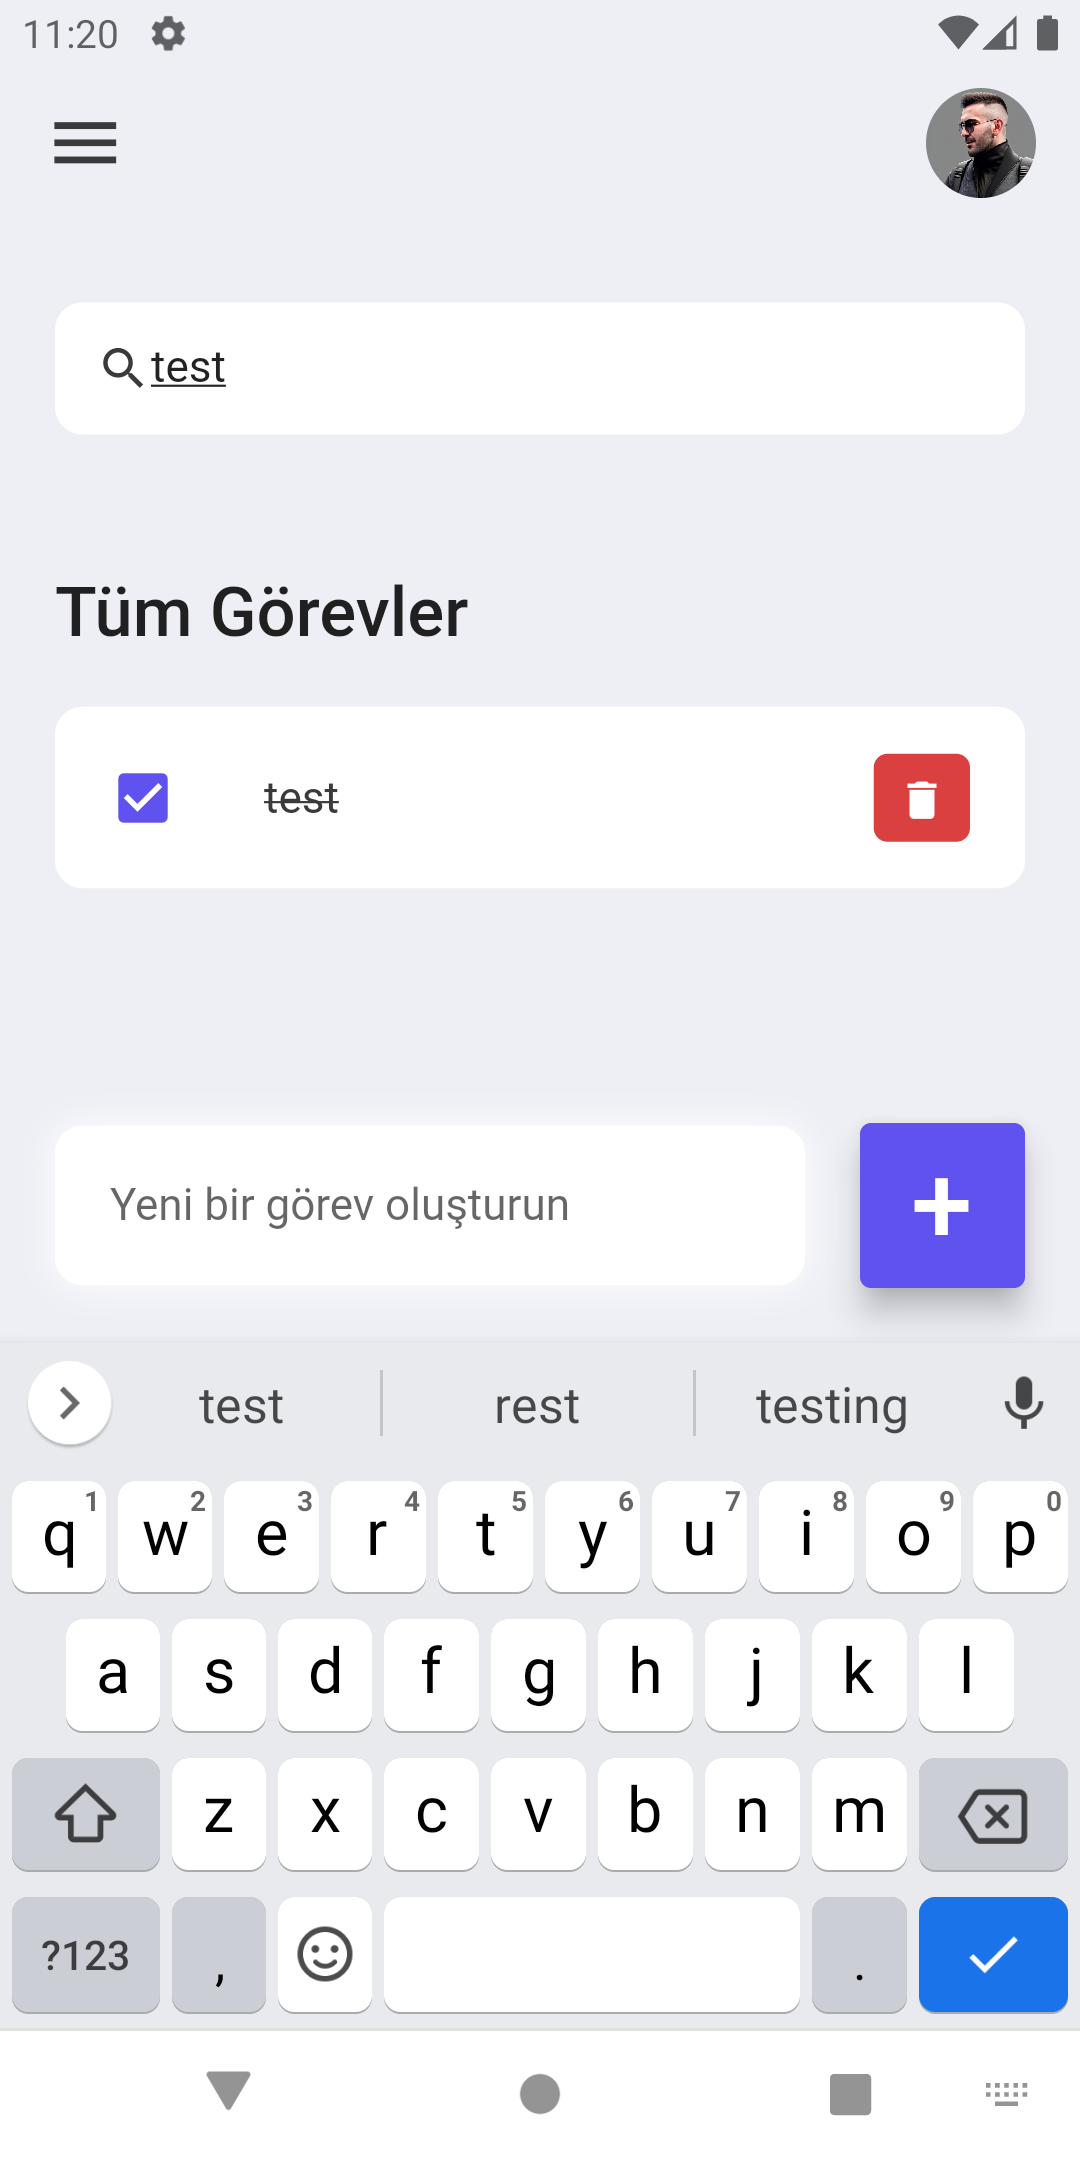 11:20
test
Tüm Görevler
test
Yeni bir görev oluşturun
test rest testing
q1 w2 e3 r4 t5 y6 u7 i8 o9 p0
a s d f g h j k l
z x c v b n m
?123 , .